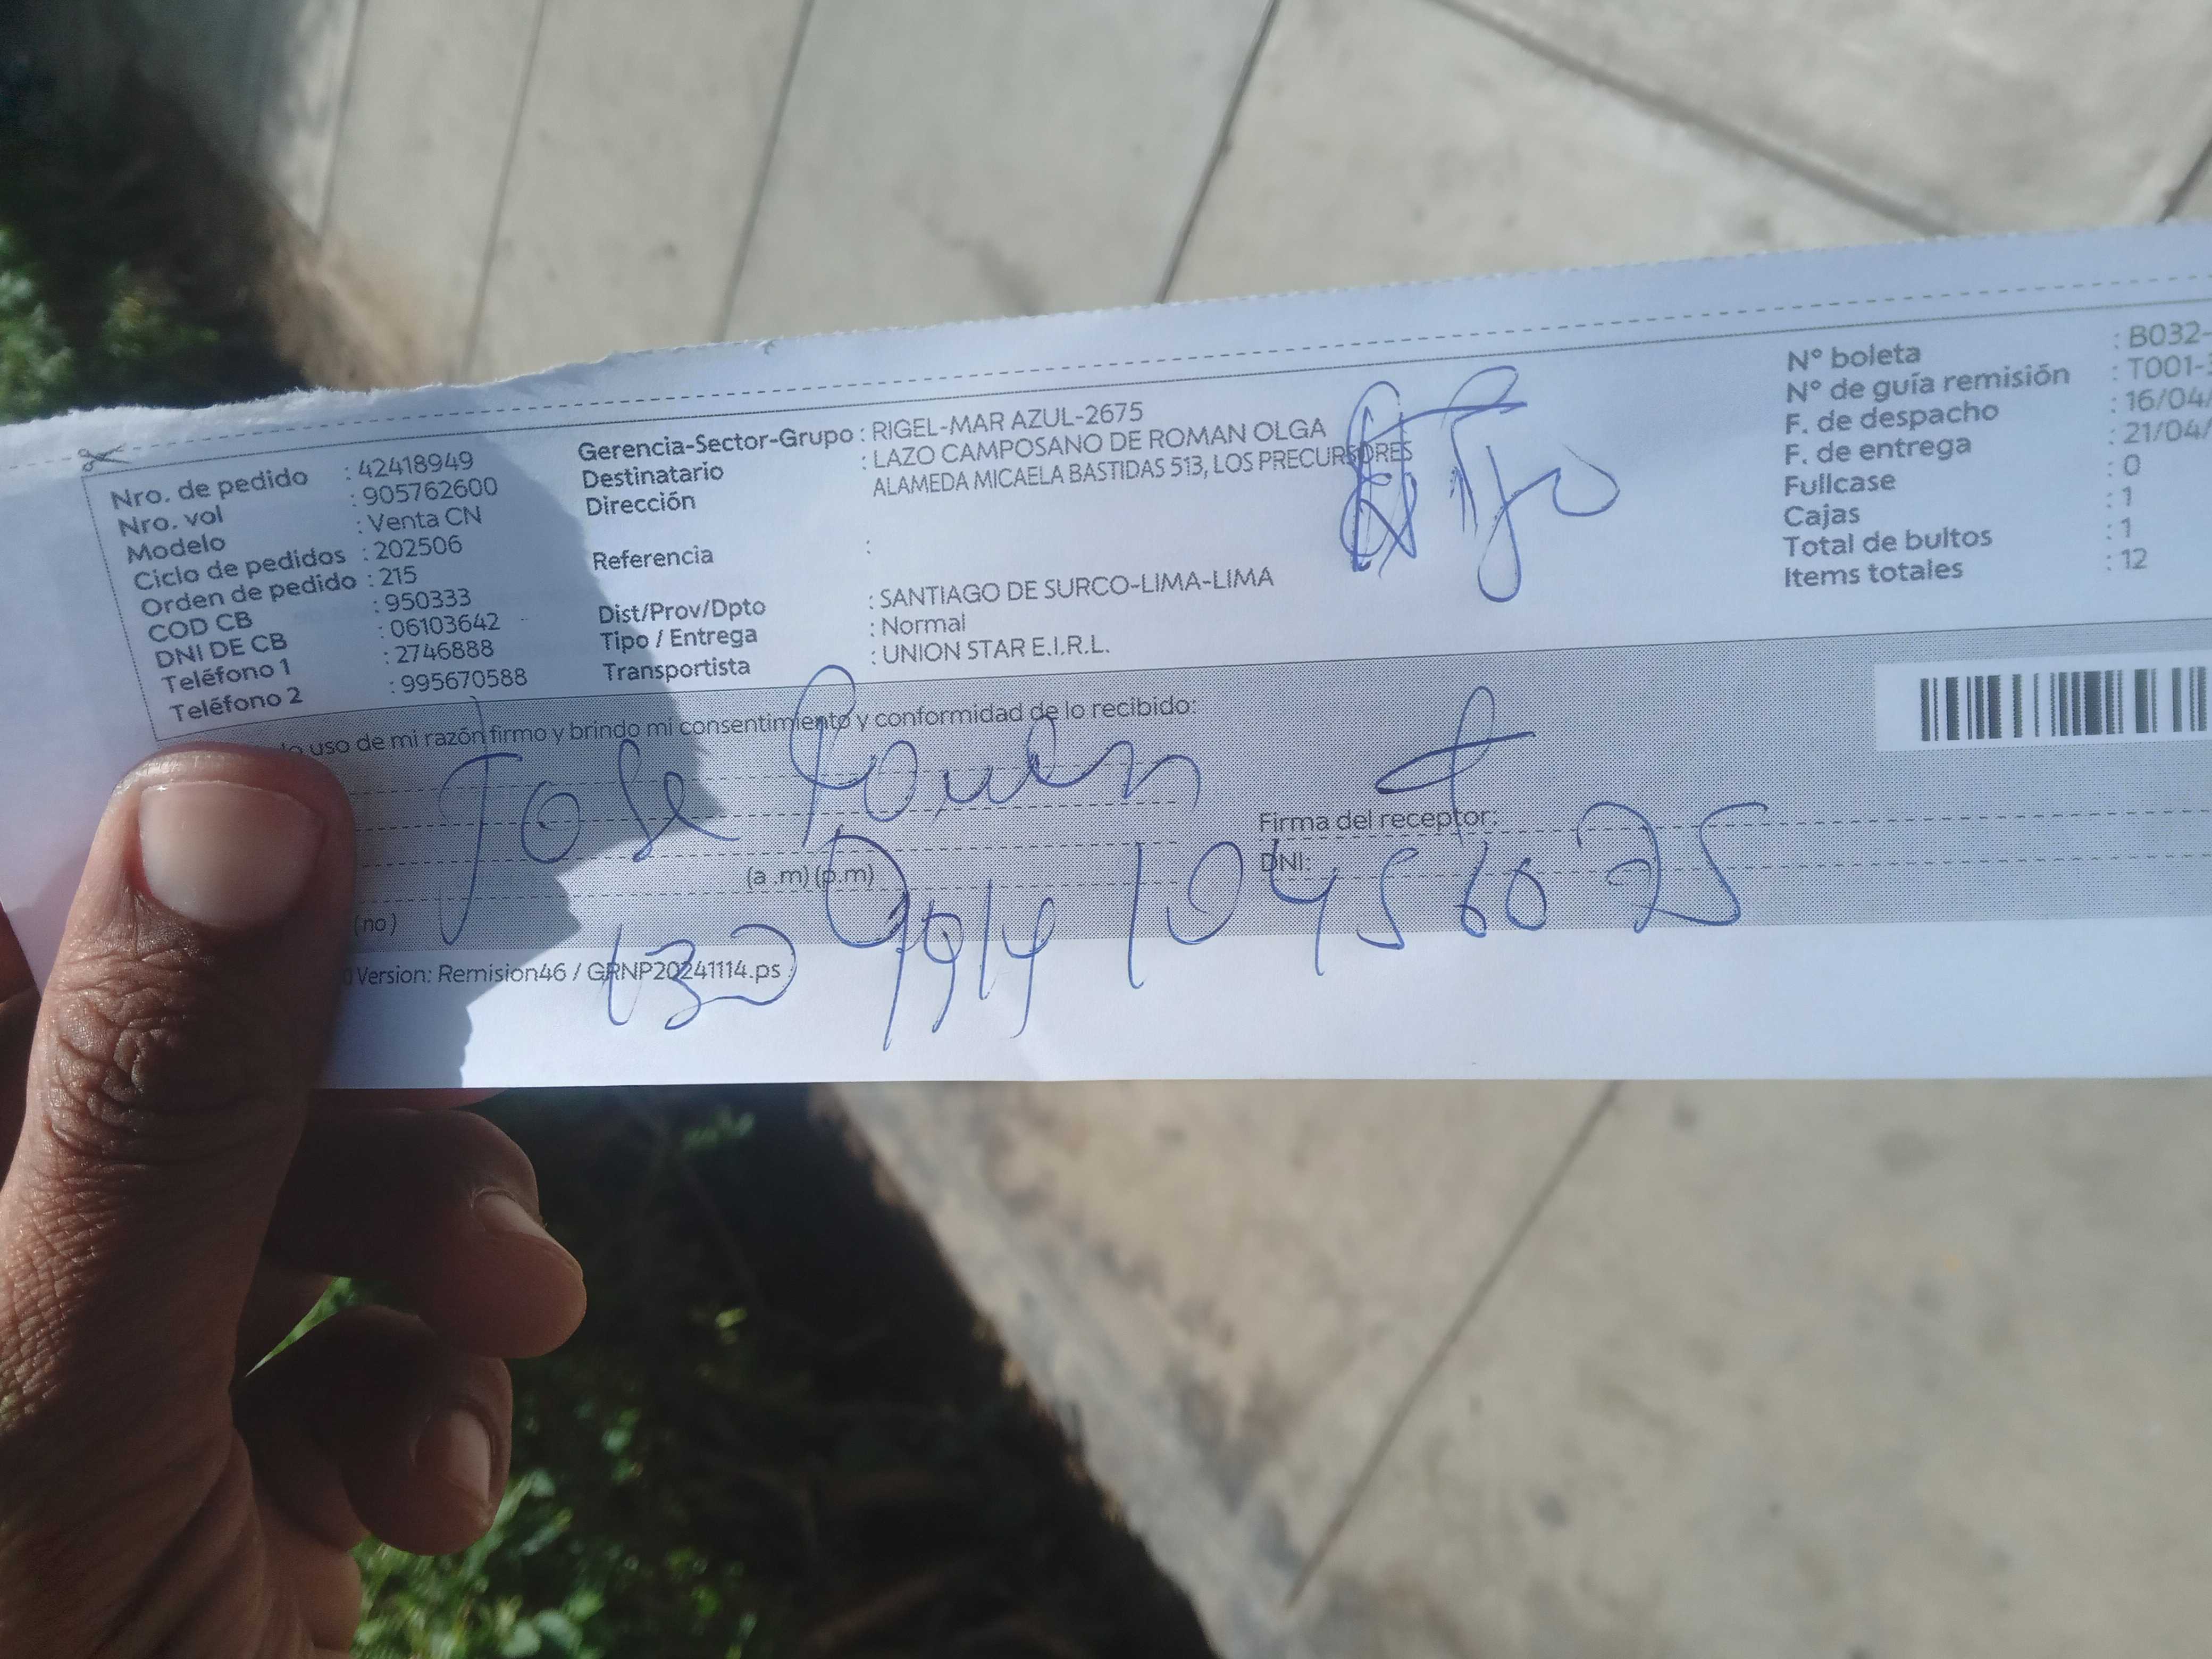 Nro. de pedido : 42418949
Nro. vol : 905762600
Modelo : Venta CN
Ciclo de pedidos : 202506
Orden de pedido : 215
COD CB : 950333
DNI DE CB : 06103642
Teléfono 1 : 2746888
Teléfono 2 : 995670588
Gerencia-Sector-Grupo : RIGEL-MAR AZUL-2675
Destinatario : LAZO CAMPOSANO DE ROMAN OLGA
Dirección ALAMEDA MICAELA BASTIDAS 513, LOS PRECURSORES
Referencia :
Dist/Prov/Dpto : SANTIAGO DE SURCO-LIMA-LIMA
Tipo / Entrega : Normal
Transportista : UNION STAR E.I.R.L.
N° boleta : B032-
N° de guía remisión : T001-
F. de despacho : 16/04/
F. de entrega : 21/04/
Fullcase : 0
Cajas : 1
Total de bultos : 1
Items totales : 12
uso de mi razón firmo y brindo mi consentimiento y conformidad de lo recibido:
Jose
Firma del receptor:
(a .m) (p.m) DNI:
(no)
Version: Remision46 / GRNP20241114.ps